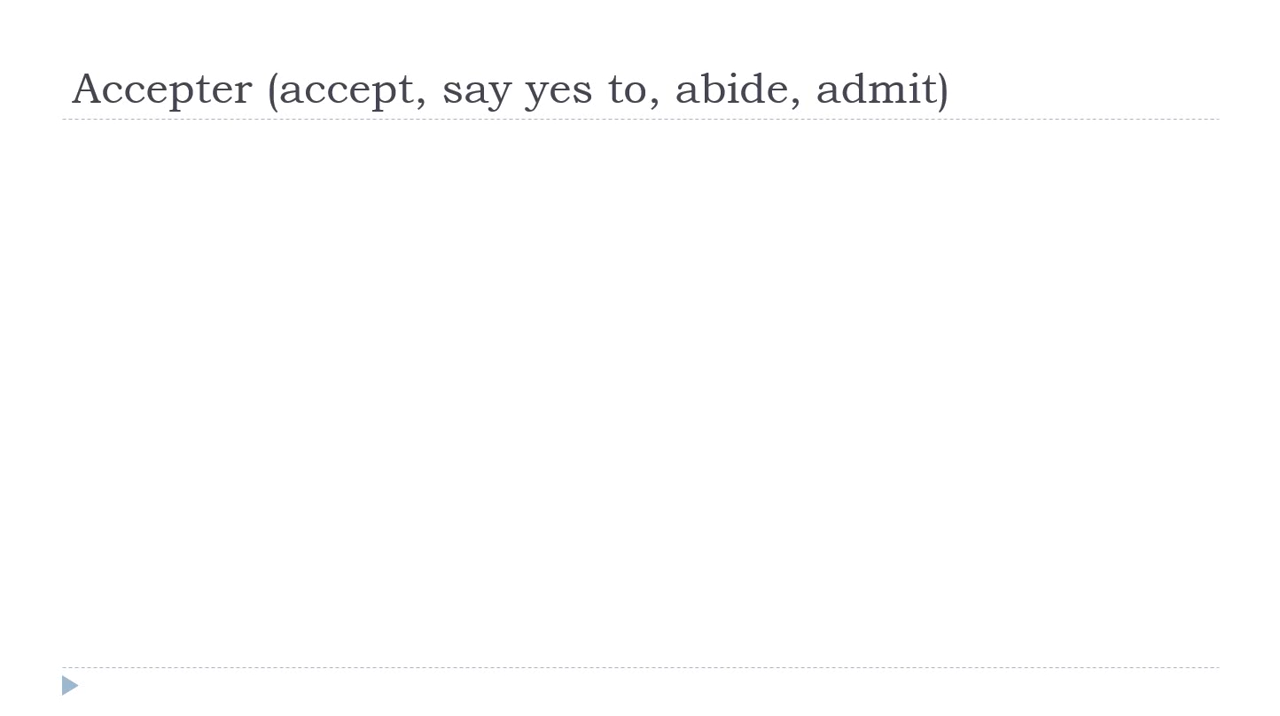 Accepter (accept, say yes to, abide, admit)